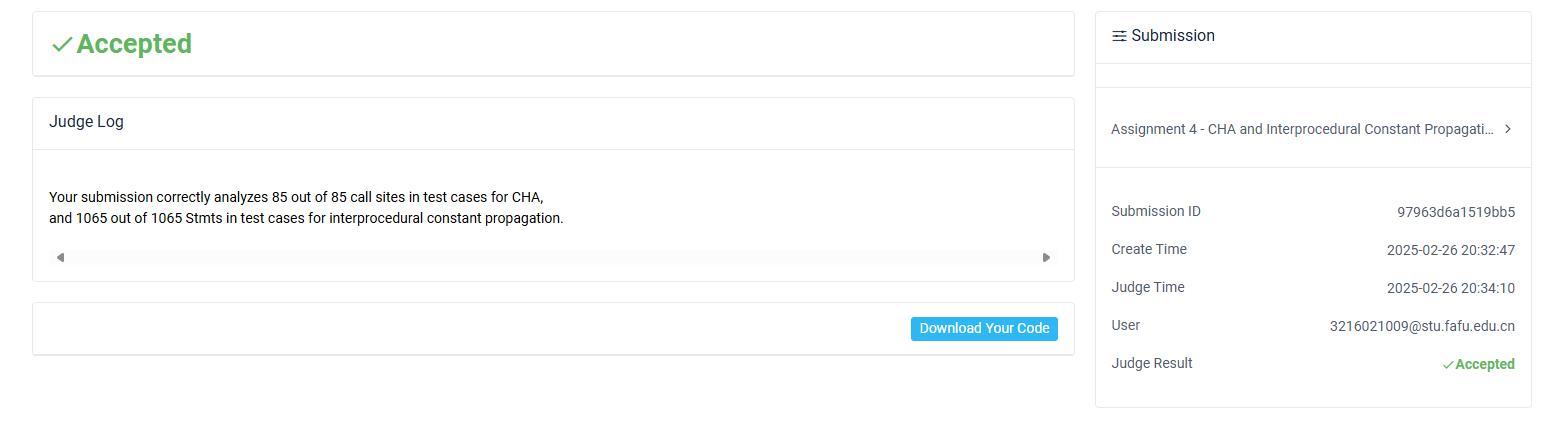 Accepted
Judge Log
Your submission correctly analyzes 85 out of 85 call sites in test cases for CHA,
and 1065 out of 1065 Stmts in test cases for interprocedural constant propagation.
Download Your Code
Submission
Assignment 4 - CHA and Interprocedural Constant Propagati...
Submission ID 97963d6a1519bb5
Create Time 2025-02-26 20:32:47
Judge Time 2025-02-26 20:34:10
User 3216021009@stu.fafu.edu.cn
Judge Result Accepted